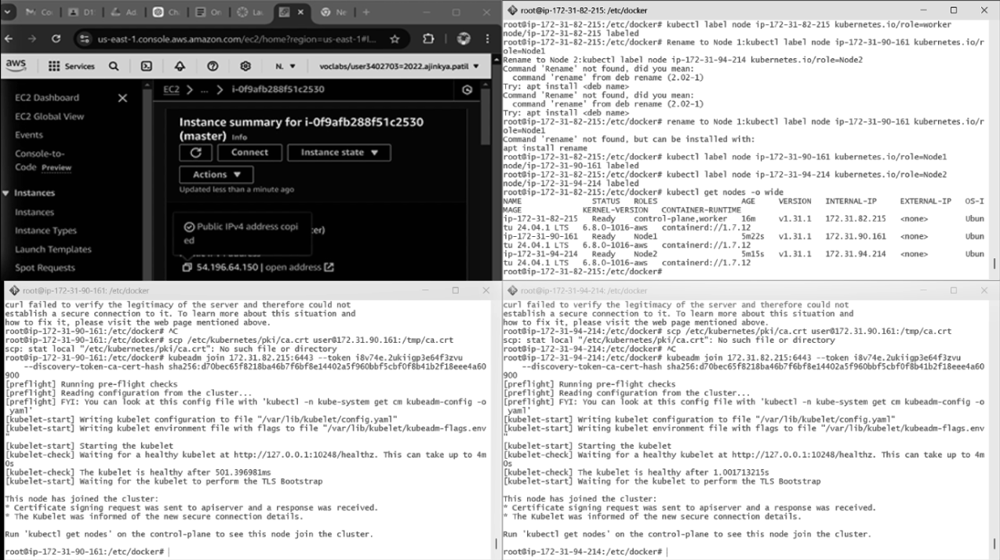 Co
D1
Ad
Ch
On
La
Ne
us-east-1.console.aws.amazon.com/ec2/home?region=us-east-1#I...
aws
Services
N.
voclabs/user3402703=2022.ajinkya.patil
EC2 Dashboard
EC2 Global View
Events
Console-to-
Code Preview
Instances
Instances
Instance Types
Launch Templates
Spot Requests
EC2 > ... > i-0f9afb288f51c2530
Instance summary for i-0f9afb288f51c2530
(master) Info
Connect
Instance state
Actions
Updated less than a minute ago
Public IPv4 address copi
ed
54.196.64.150 | open address
root@ip-172-31-82-215: /etc/docker
root@ip-172-31-82-215:/etc/docker# kubectl label node ip-172-31-82-215 kubernetes.io/role=worker
node/ip-172-31-82-215 labeled
root@ip-172-31-82-215:/etc/docker# Rename to Node 1:kubectl label node ip-172-31-90-161 kubernetes.io/r
ole=Node1
Rename to Node 2:kubectl label node ip-172-31-94-214 kubernetes.io/role=Node2
Command 'Rename' not found, did you mean:
command 'rename' from deb rename (2.02-1)
Try: apt install <deb name>
Command 'Rename' not found, did you mean:
command 'rename' from deb rename (2.02-1)
Try: apt install <deb name>
root@ip-172-31-82-215:/etc/docker# rename to Node 1:kubectl label node ip-172-31-90-161 kubernetes.io/r
ole=Node1
Command 'rename' not found, but can be installed with:
apt install rename
root@ip-172-31-82-215:/etc/docker# kubectl label node ip-172-31-90-161 kubernetes.io/role=Node1
node/ip-172-31-90-161 labeled
root@ip-172-31-82-215:/etc/docker# kubectl label node ip-172-31-94-214 kubernetes.io/role=Node2
node/ip-172-31-94-214 labeled
root@ip-172-31-82-215:/etc/docker# kubectl get nodes -o wide
NAME STATUS ROLES AGE VERSION INTERNAL-IP EXTERNAL-IP OS-I
MAGE KERNEL-VERSION CONTAINER-RUNTIME
ip-172-31-82-215 Ready control-plane,worker 16m v1.31.1 172.31.82.215 <none> Ubun
tu 24.04.1 LTS 6.8.0-1016-aws containerd://1.7.12
ip-172-31-90-161 Ready Node1 5m22s v1.31.1 172.31.90.161 <none> Ubun
tu 24.04.1 LTS 6.8.0-1016-aws containerd://1.7.12
ip-172-31-94-214 Ready Node2 5m15s v1.31.1 172.31.94.214 <none> Ubun
tu 24.04.1 LTS 6.8.0-1016-aws containerd://1.7.12
root@ip-172-31-82-215:/etc/docker#
root@ip-172-31-90-161: /etc/docker
curl failed to verify the legitimacy of the server and therefore could not
establish a secure connection to it. To learn more about this situation and
how to fix it, please visit the web page mentioned above.
root@ip-172-31-90-161:/etc/docker# ^C
root@ip-172-31-90-161:/etc/docker# scp /etc/kubernetes/pki/ca.crt user@172.31.90.161:/tmp/ca.crt
scp: stat local "/etc/kubernetes/pki/ca.crt": No such file or directory
root@ip-172-31-90-161:/etc/docker# kubeadm join 172.31.82.215:6443 --token i8v74e.2ukiigp3e64f3zvu
--discovery-token-ca-cert-hash sha256:d70bec65f8218ba46b7f6bf8e14402a5f960bbf5cbf0f8b41b2f18eee4a60
900
[preflight] Running pre-flight checks
[preflight] Reading configuration from the cluster...
[preflight] FYI: You can look at this config file with 'kubectl -n kube-system get cm kubeadm-config -o
yaml'
[kubelet-start] Writing kubelet configuration to file "/var/lib/kubelet/config.yaml"
[kubelet-start] Writing kubelet environment file with flags to file "/var/lib/kubelet/kubeadm-flags.env
"
[kubelet-start] Starting the kubelet
[kubelet-check] Waiting for a healthy kubelet at http://127.0.0.1:10248/healthz. This can take up to 4m
0s
[kubelet-check] The kubelet is healthy after 501.396981ms
[kubelet-start] Waiting for the kubelet to perform the TLS Bootstrap
This node has joined the cluster:
* Certificate signing request was sent to apiserver and a response was received.
* The Kubelet was informed of the new secure connection details.
Run 'kubectl get nodes' on the control-plane to see this node join the cluster.
root@ip-172-31-90-161:/etc/docker#
root@ip-172-31-94-214: /etc/docker
curl failed to verify the legitimacy of the server and therefore could not
establish a secure connection to it. To learn more about this situation and
how to fix it, please visit the web page mentioned above.
root@ip-172-31-94-214:/etc/docker# scp /etc/kubernetes/pki/ca.crt user@172.31.90.161:/tmp/ca.crt
scp: stat local "/etc/kubernetes/pki/ca.crt": No such file or directory
root@ip-172-31-94-214:/etc/docker# ^C
root@ip-172-31-94-214:/etc/docker# kubeadm join 172.31.82.215:6443 --token i8v74e.2ukiigp3e64f3zvu
--discovery-token-ca-cert-hash sha256:d70bec65f8218ba46b7f6bf8e14402a5f960bbf5cbf0f8b41b2f18eee4a60
900
[preflight] Running pre-flight checks
[preflight] Reading configuration from the cluster...
[preflight] FYI: You can look at this config file with 'kubectl -n kube-system get cm kubeadm-config -o
yaml'
[kubelet-start] Writing kubelet configuration to file "/var/lib/kubelet/config.yaml"
[kubelet-start] Writing kubelet environment file with flags to file "/var/lib/kubelet/kubeadm-flags.env
"
[kubelet-start] Starting the kubelet
[kubelet-check] Waiting for a healthy kubelet at http://127.0.0.1:10248/healthz. This can take up to 4m
0s
[kubelet-check] The kubelet is healthy after 1.001713215s
[kubelet-start] Waiting for the kubelet to perform the TLS Bootstrap
This node has joined the cluster:
* Certificate signing request was sent to apiserver and a response was received.
* The Kubelet was informed of the new secure connection details.
Run 'kubectl get nodes' on the control-plane to see this node join the cluster.
root@ip-172-31-94-214:/etc/docker#